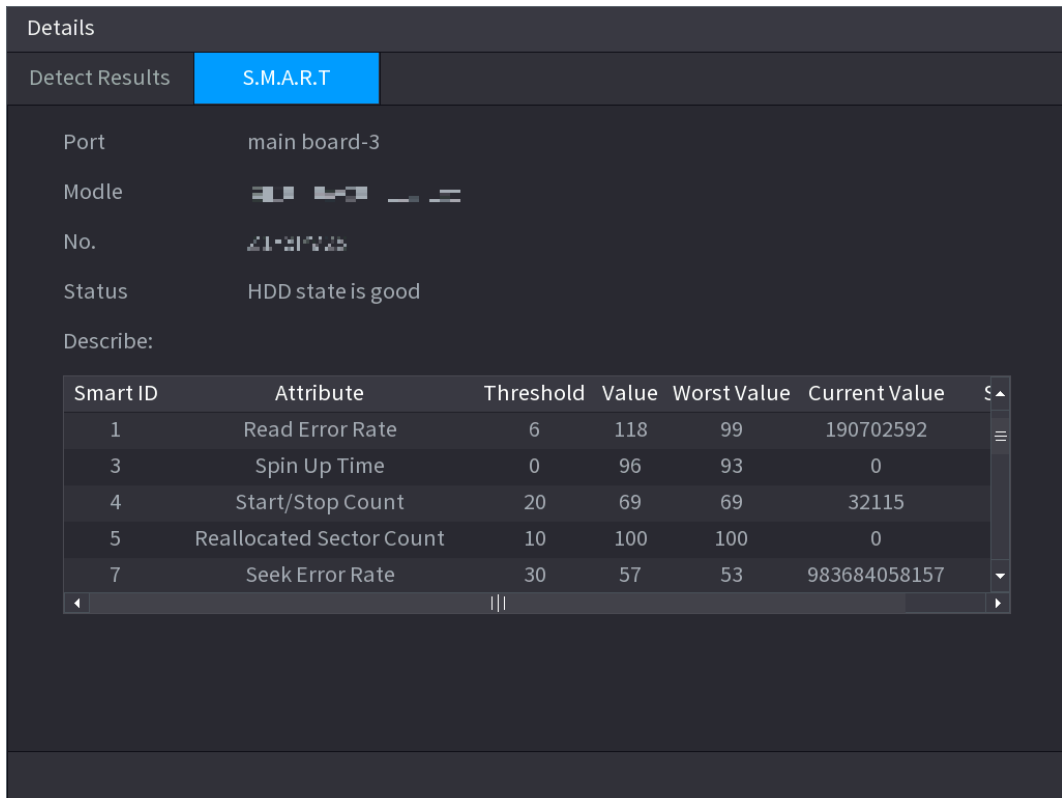 Details
Detect Results S.M.A.R.T
Port main board-3
Modle
No.
Status HDD state is good
Describe:
Smart ID Attribute Threshold Value Worst Value Current Value
1 Read Error Rate 6 118 99 190702592
3 Spin Up Time 0 96 93 0
4 Start/Stop Count 20 69 69 32115
5 Reallocated Sector Count 10 100 100 0
7 Seek Error Rate 30 57 53 983684058157